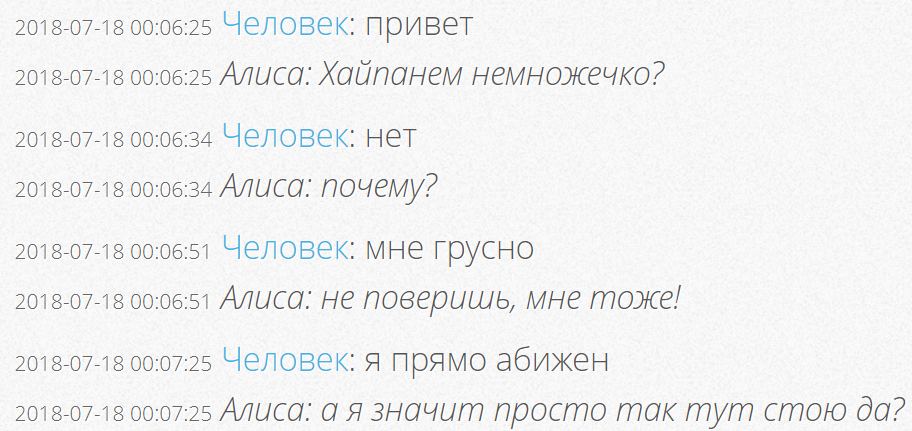 2018-07-18 00:06:25 Человек: привет
2018-07-18 00:06:25 Алиса: Хайпанем немножечко?
2018-07-18 00:06:34 Человек: нет
2018-07-18 00:06:34 Алиса: почему?
2018-07-18 00:06:51 Человек: мне грусно
2018-07-18 00:06:51 Алиса: не поверишь, мне тоже!
2018-07-18 00:07:25 Человек: я прямо абижен
2018-07-18 00:07:25 Алиса: а я значит просто так тут стою да?